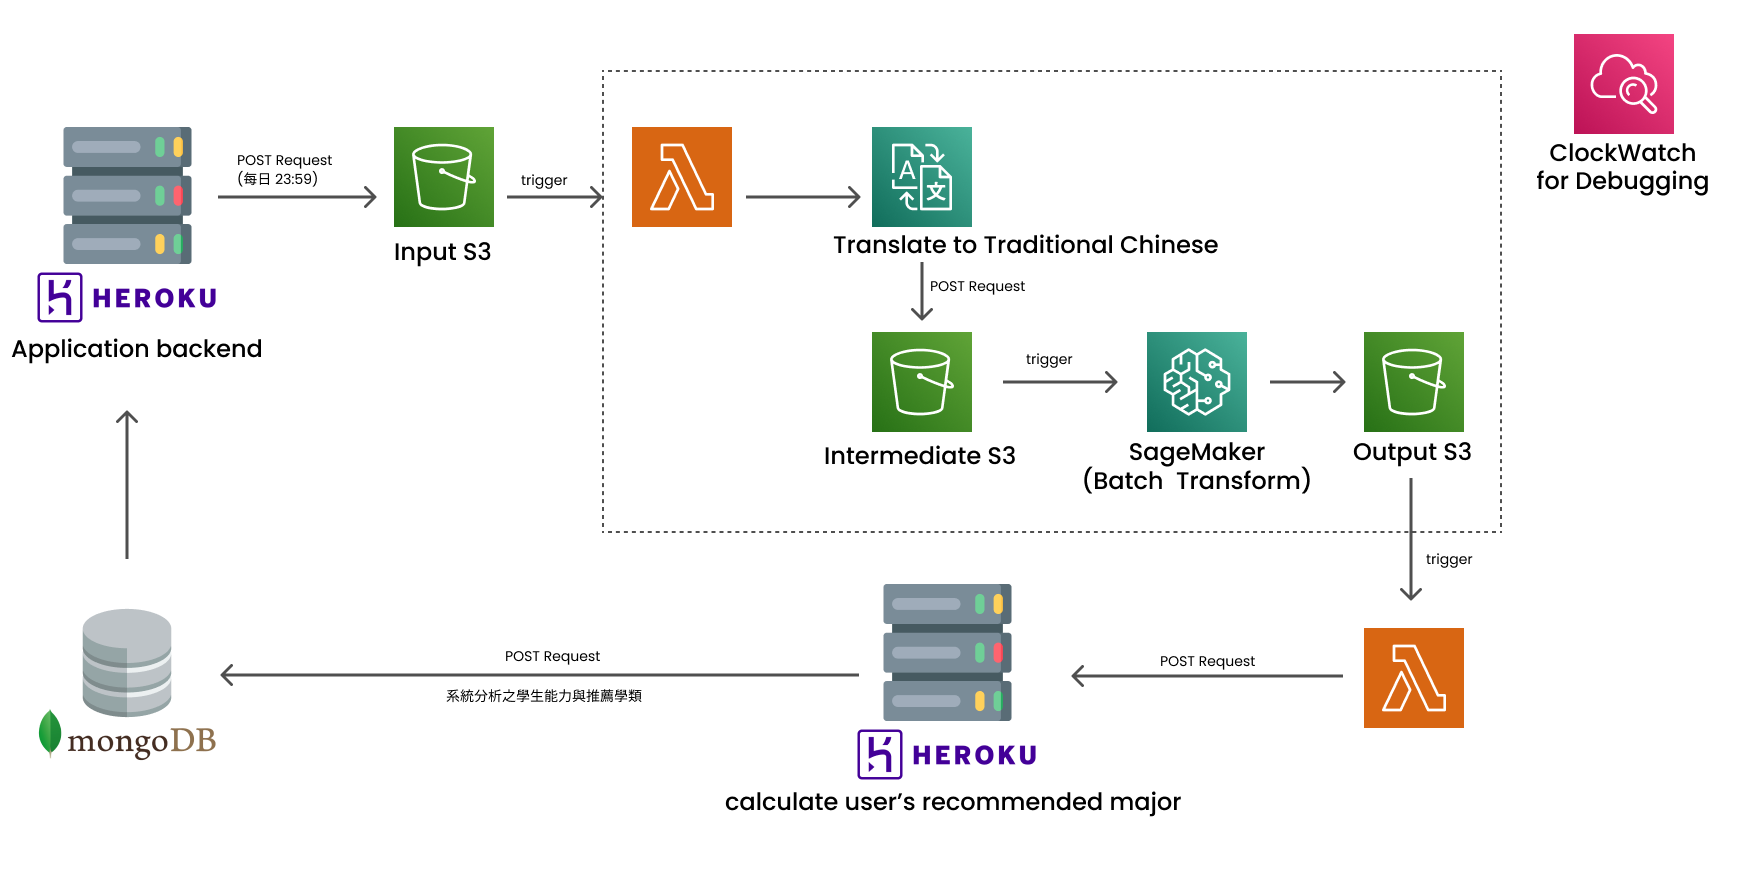 ClockWatch
for Debugging
POST Request
(每日 23:59)
trigger
Input S3
Translate to Traditional Chinese
HEROKU
Application backend
POST Request
trigger
Intermediate S3
SageMaker
(Batch Transform)
Output S3
trigger
POST Request
POST Request
系統分析之學生能力與推薦學類
mongoDB
HEROKU
calculate user’s recommended major